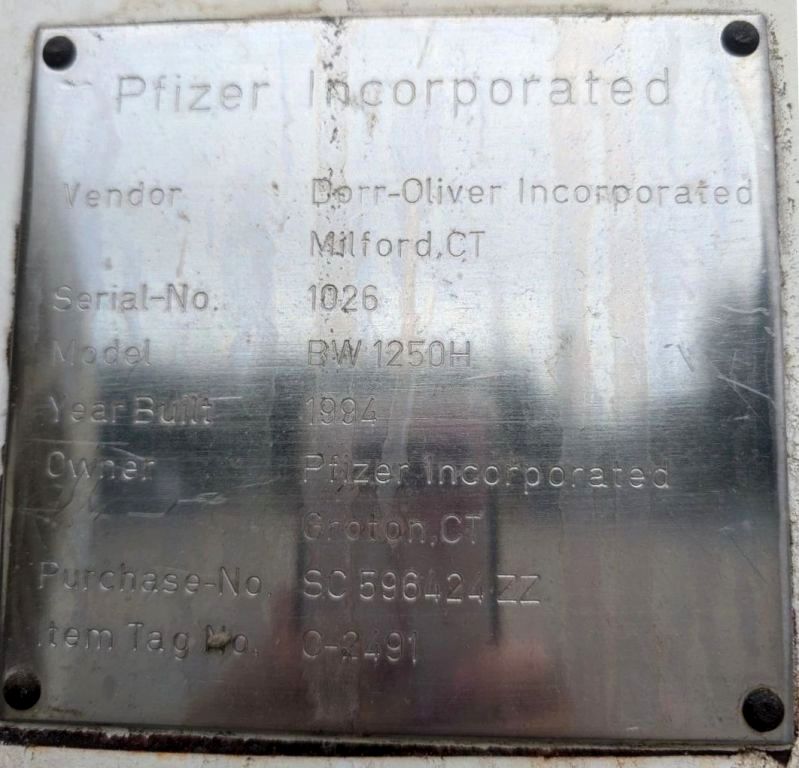 Pfizer Incorporated
Vendor Dorr-Oliver Incorporated
Milford,CT
Serial-No. 1026
Model BW 1250H
Year Built 1994
Owner Pfizer Incorporated
Groton,CT
Purchase-No. SC 596424 ZZ
Item Tag No. C-2491